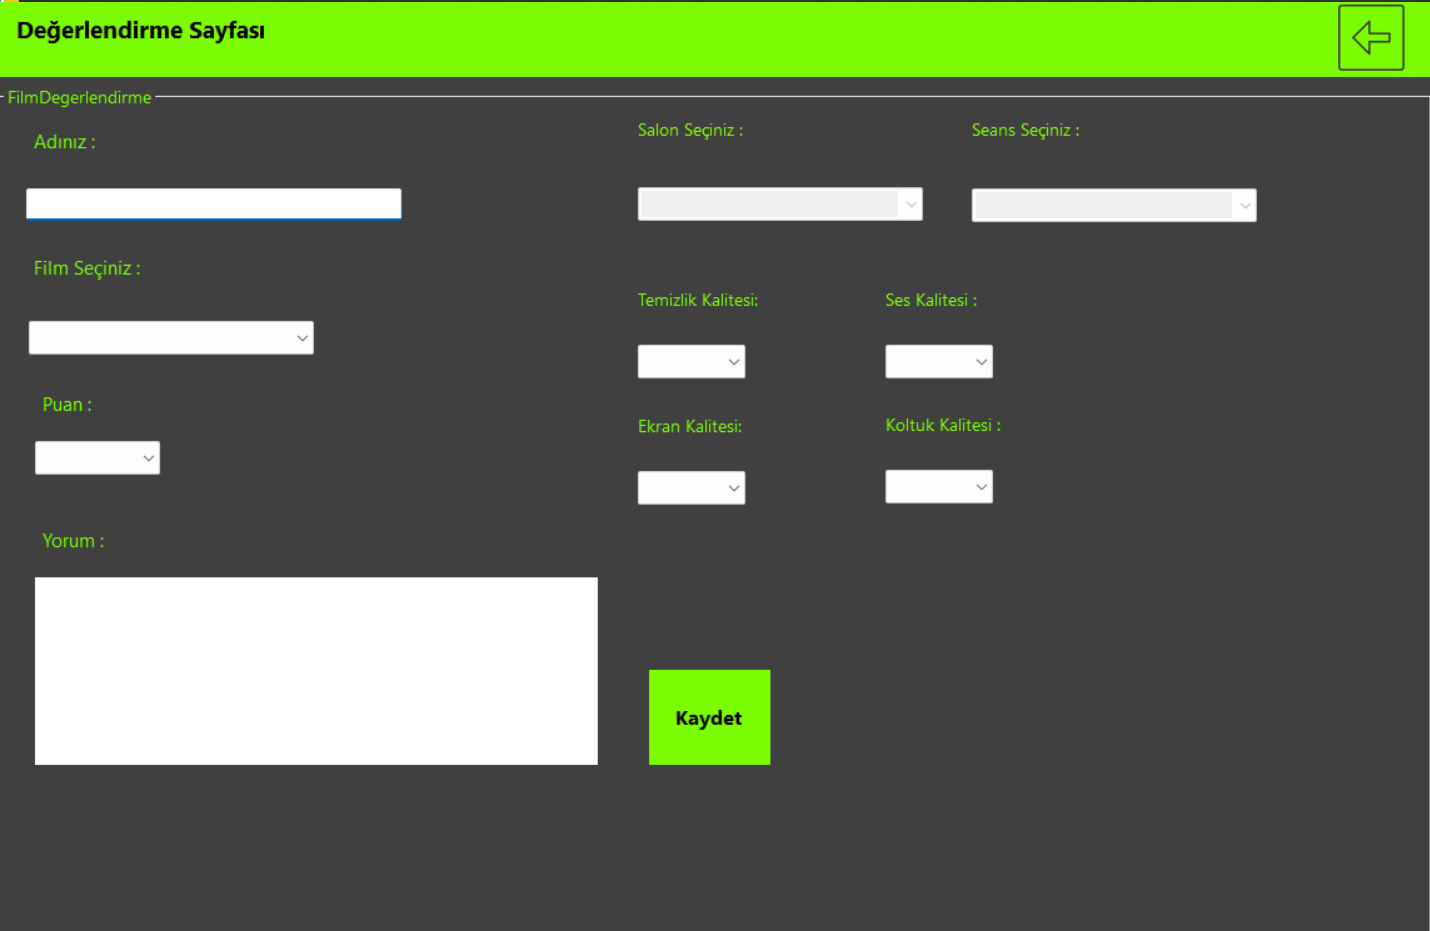 Değerlendirme Sayfası
FilmDegerlendirme
Adınız :
Salon Seçiniz :
Seans Seçiniz :
Film Seçiniz :
Temizlik Kalitesi:
Ses Kalitesi :
Puan :
Ekran Kalitesi:
Koltuk Kalitesi :
Yorum :
Kaydet